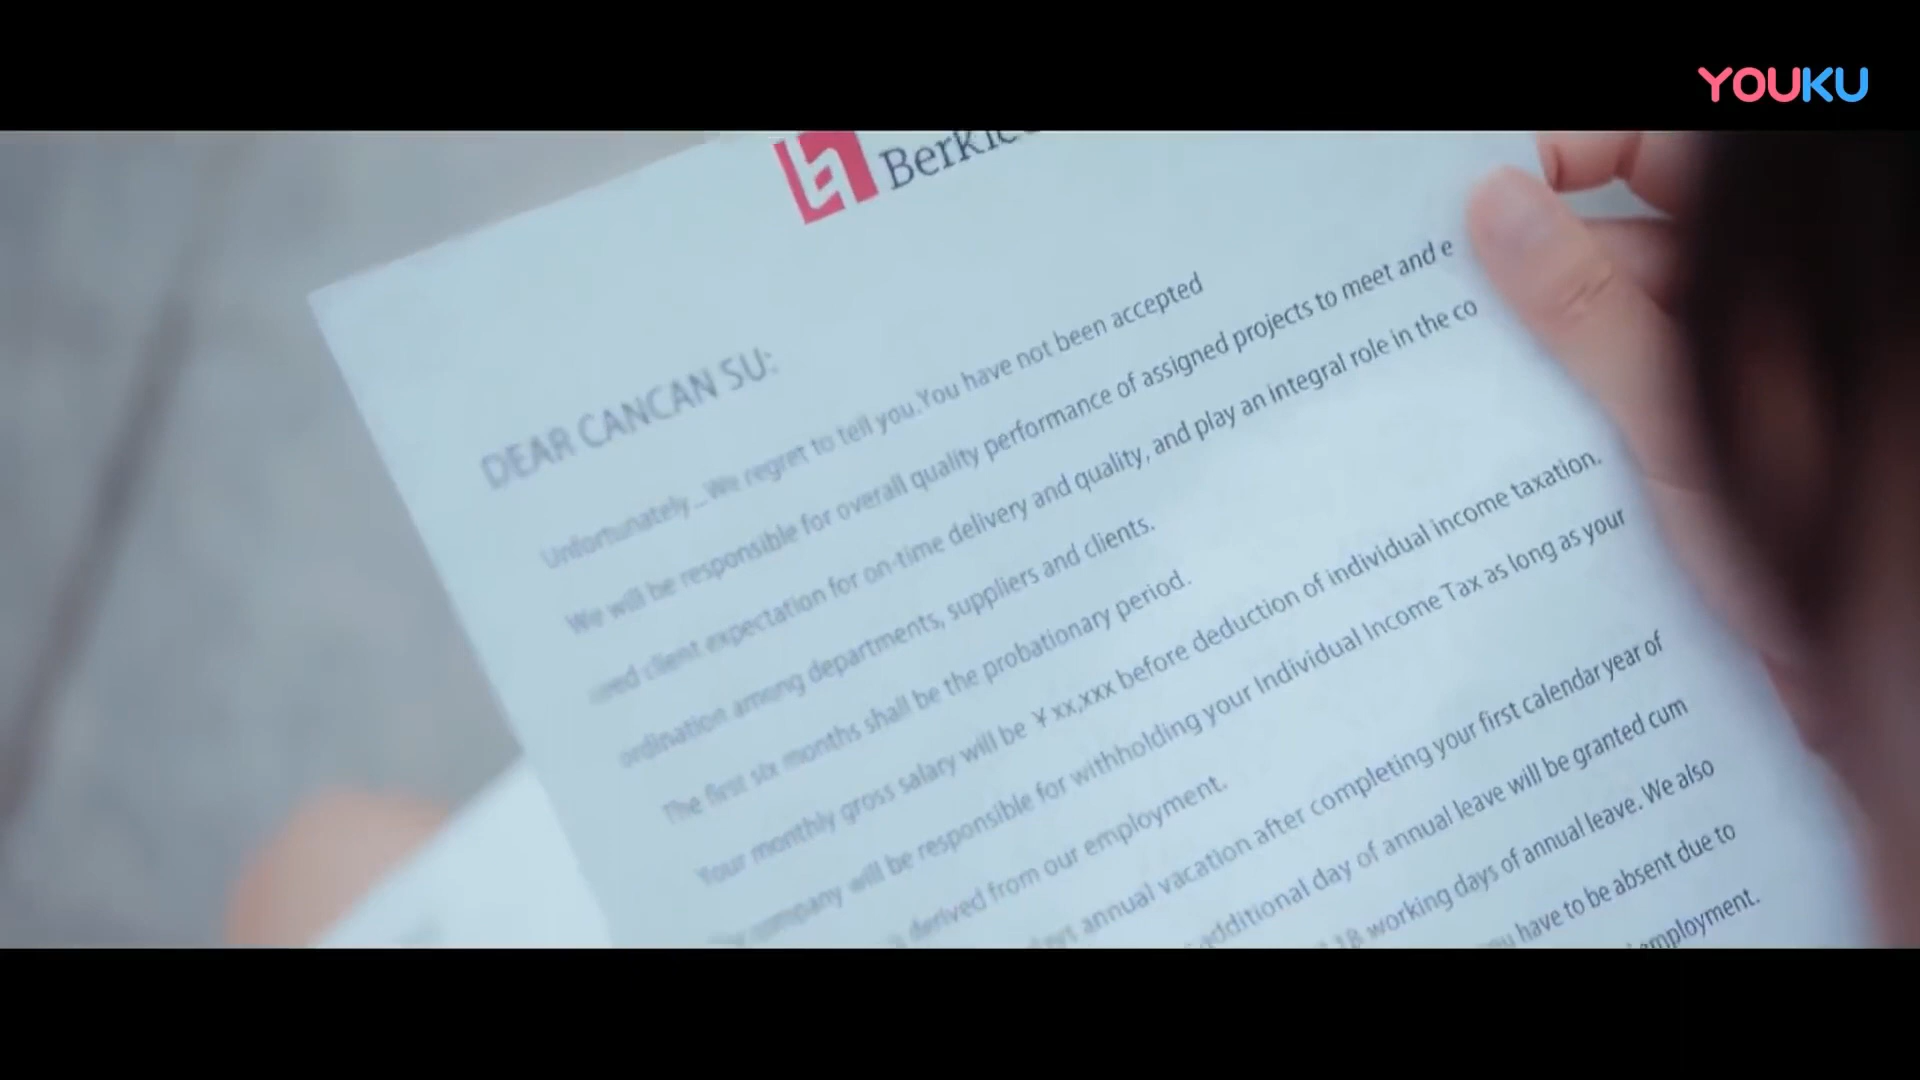 YOUKU
DEAR CANCAN SU:
Unfortunately...We regret to tell you.You have not been accepted
We will be responsible for overall quality performance of assigned projects to meet and e
client expectation for on-time delivery and quality, and play an integral role in the co
ordination among departments, suppliers and clients.
The first six months shall be the probationary period.
Your monthly gross salary will be ¥ xx,xxx before deduction of individual income taxation.
company will be responsible for withholding your Individual Income Tax as long as your
derived from our employment.
annual vacation after completing your first calendar year of
additional day of annual leave will be granted cum
18 working days of annual leave. We also
have to be absent due to
employment.